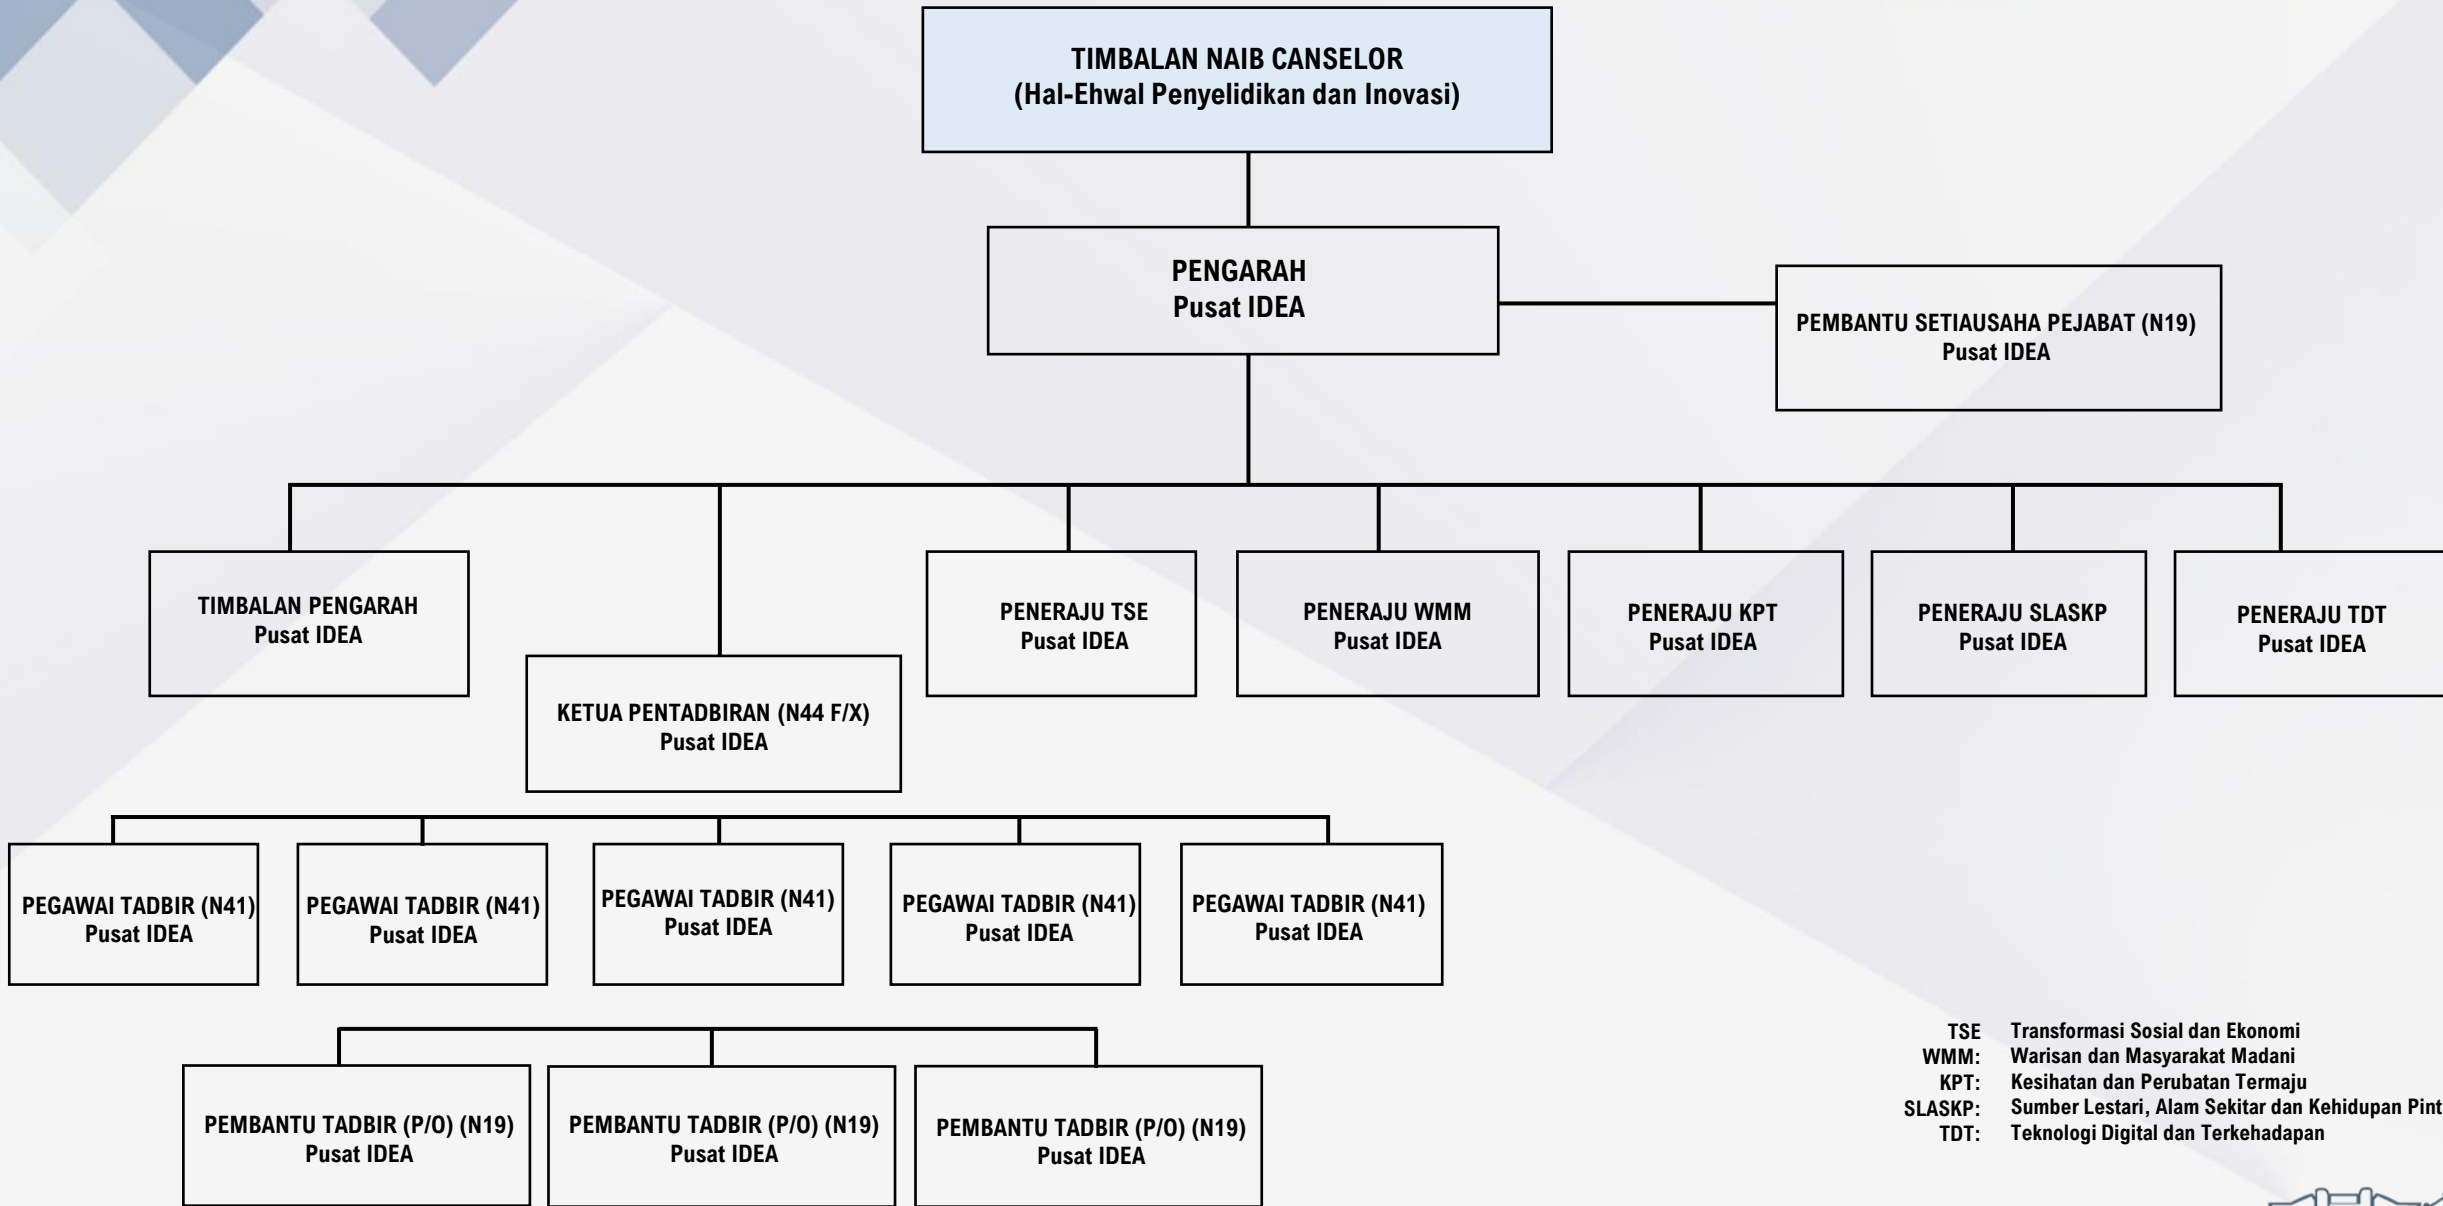 TIMBALAN NAIB CANSELOR
(Hal-Ehwal Penyelidikan dan Inovasi)
PENGARAH
Pusat IDEA
PEMBANTU SETIAUSAHA PEJABAT (N19)
Pusat IDEA
TIMBALAN PENGARAH
Pusat IDEA
KETUA PENTADBIRAN (N44 F/X)
Pusat IDEA
PENERAJU TSE
Pusat IDEA
PENERAJU WMM
Pusat IDEA
PENERAJU KPT
Pusat IDEA
PENERAJU SLASKP
Pusat IDEA
PENERAJU TDT
Pusat IDEA
PEGAWAI TADBIR (N41)
Pusat IDEA
PEGAWAI TADBIR (N41)
Pusat IDEA
PEGAWAI TADBIR (N41)
Pusat IDEA
PEGAWAI TADBIR (N41)
Pusat IDEA
PEGAWAI TADBIR (N41)
Pusat IDEA
PEMBANTU TADBIR (P/O) (N19)
Pusat IDEA
PEMBANTU TADBIR (P/O) (N19)
Pusat IDEA
PEMBANTU TADBIR (P/O) (N19)
Pusat IDEA
TSE Transformasi Sosial dan Ekonomi
WMM: Warisan dan Masyarakat Madani
KPT: Kesihatan dan Perubatan Termaju
SLASKP: Sumber Lestari, Alam Sekitar dan Kehidupan Pint
TDT: Teknologi Digital dan Terkehadapan